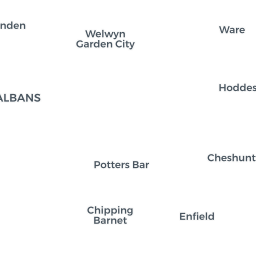 nden
Welwyn
Garden City
Ware
Hoddes
ALBANS
Cheshunt
Potters Bar
Chipping
Barnet
Enfield